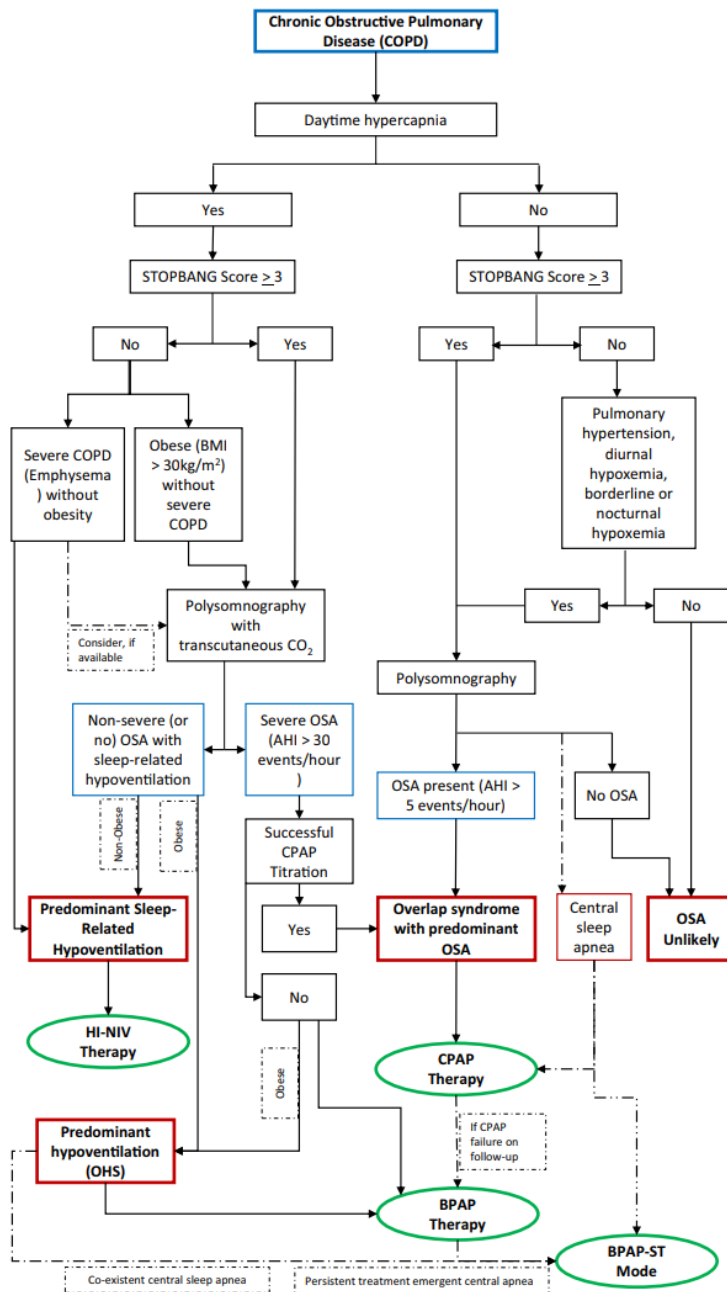 Chronic Obstructive Pulmonary
Disease (COPD)
Daytime hypercapnia
Yes
No
STOPBANG Score ≥ 3
STOPBANG Score ≥ 3
No
Yes
Yes
No
Severe COPD
(Emphysema
) without
obesity
Obese (BMI
> 30kg/m²)
without
severe
COPD
Pulmonary
hypertension,
diurnal
hypoxemia,
borderline or
nocturnal
hypoxemia
Consider, if
available
Polysomnography
with
transcutaneous CO₂
Yes
No
Polysomnography
Non-severe (or
no) OSA with
sleep-related
hypoventilation
Severe OSA
(AHI > 30
events/hour
)
OSA present (AHI >
5 events/hour)
No OSA
Non-Obese
Obese
Successful
CPAP
Titration
Predominant Sleep-
Related
Hypoventilation
Yes
Overlap syndrome
with predominant
OSA
Central
sleep
apnea
OSA
Unlikely
No
HI-NIV
Therapy
CPAP
Therapy
Obese
Predominant
hypoventilation
(OHS)
If CPAP
failure on
follow-up
BPAP
Therapy
BPAP-ST
Mode
Co-existent central sleep apnea
Persistent treatment emergent central apnea